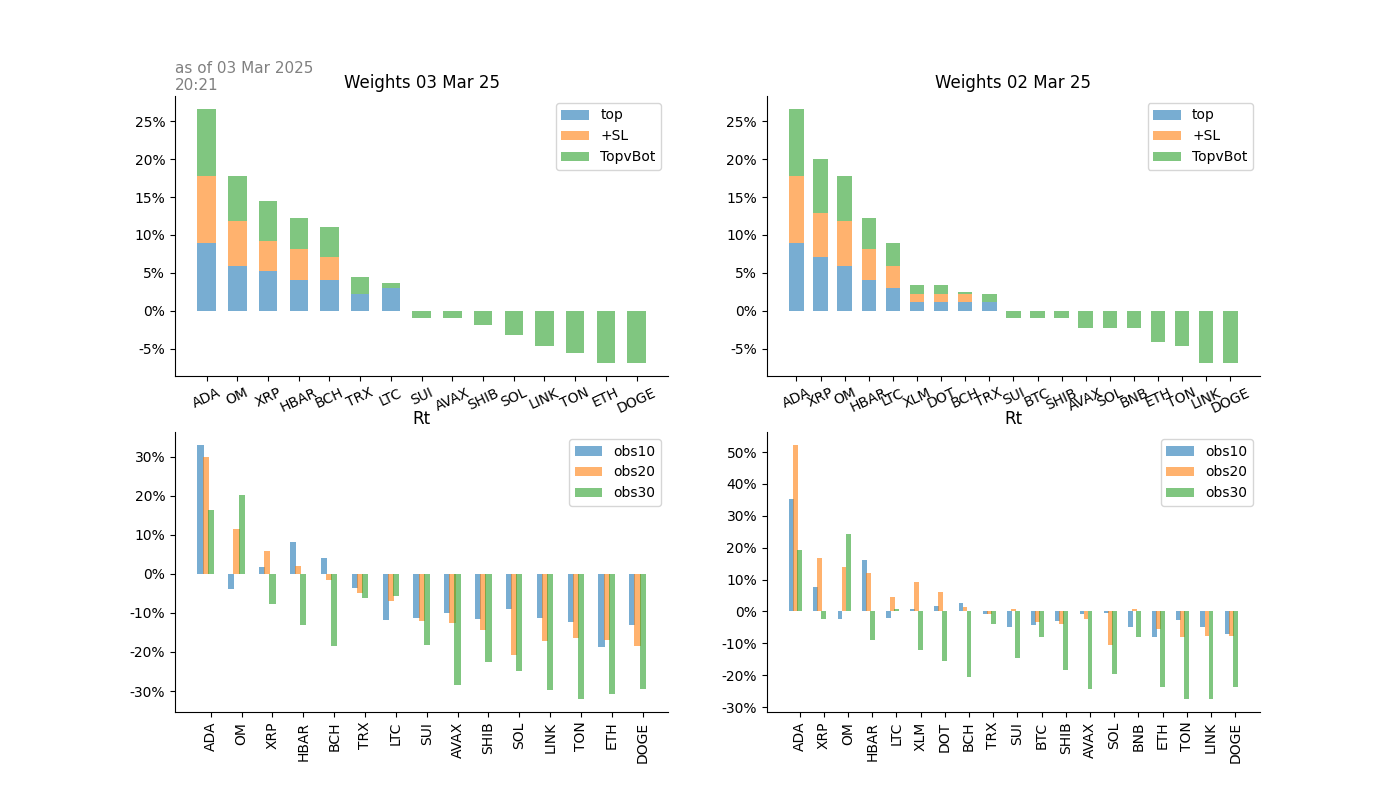 as of 03 Mar 2025
20:21
Weights 03 Mar 25
25%
20%
15%
10%
5%
0%
-5%
top
+SL
TopvBot
ADA OM XRP HBAR BCH TRX LTC SUI AVAX SHIB SOL LINK TON ETH DOGE
Weights 02 Mar 25
25%
20%
15%
10%
5%
0%
-5%
top
+SL
TopvBot
ADA XRP OM HBAR LTC XLM DOT BCH TRX SUI BTC SHIB AVAX SOL BNB ETH TON LINK DOGE
Rt
30%
20%
10%
0%
-10%
-20%
-30%
obs10
obs20
obs30
ADA OM XRP HBAR BCH TRX LTC SUI AVAX SHIB SOL LINK TON ETH DOGE
Rt
50%
40%
30%
20%
10%
0%
-10%
-20%
-30%
obs10
obs20
obs30
ADA XRP OM HBAR LTC XLM DOT BCH TRX SUI BTC SHIB AVAX SOL BNB ETH TON LINK DOGE